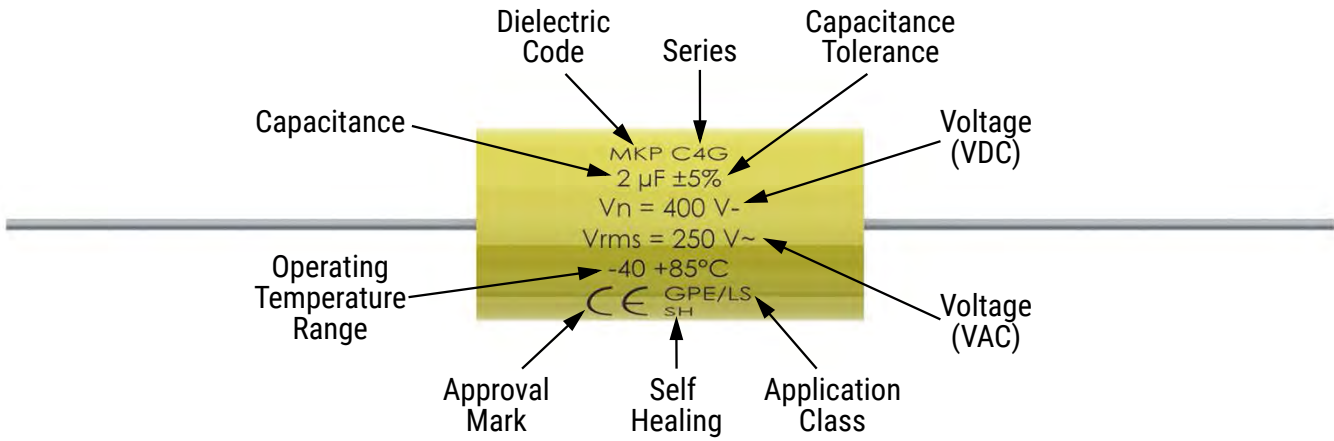 Dielectric
Code
Series
Capacitance
Tolerance
Capacitance
Voltage
(VDC)
MKP C4G
2 µF ±5%
Vn = 400 V-
Vrms = 250 V~
-40 +85°C
CE GPE/LS
SH
Operating
Temperature
Range
Voltage
(VAC)
Approval
Mark
Self
Healing
Application
Class